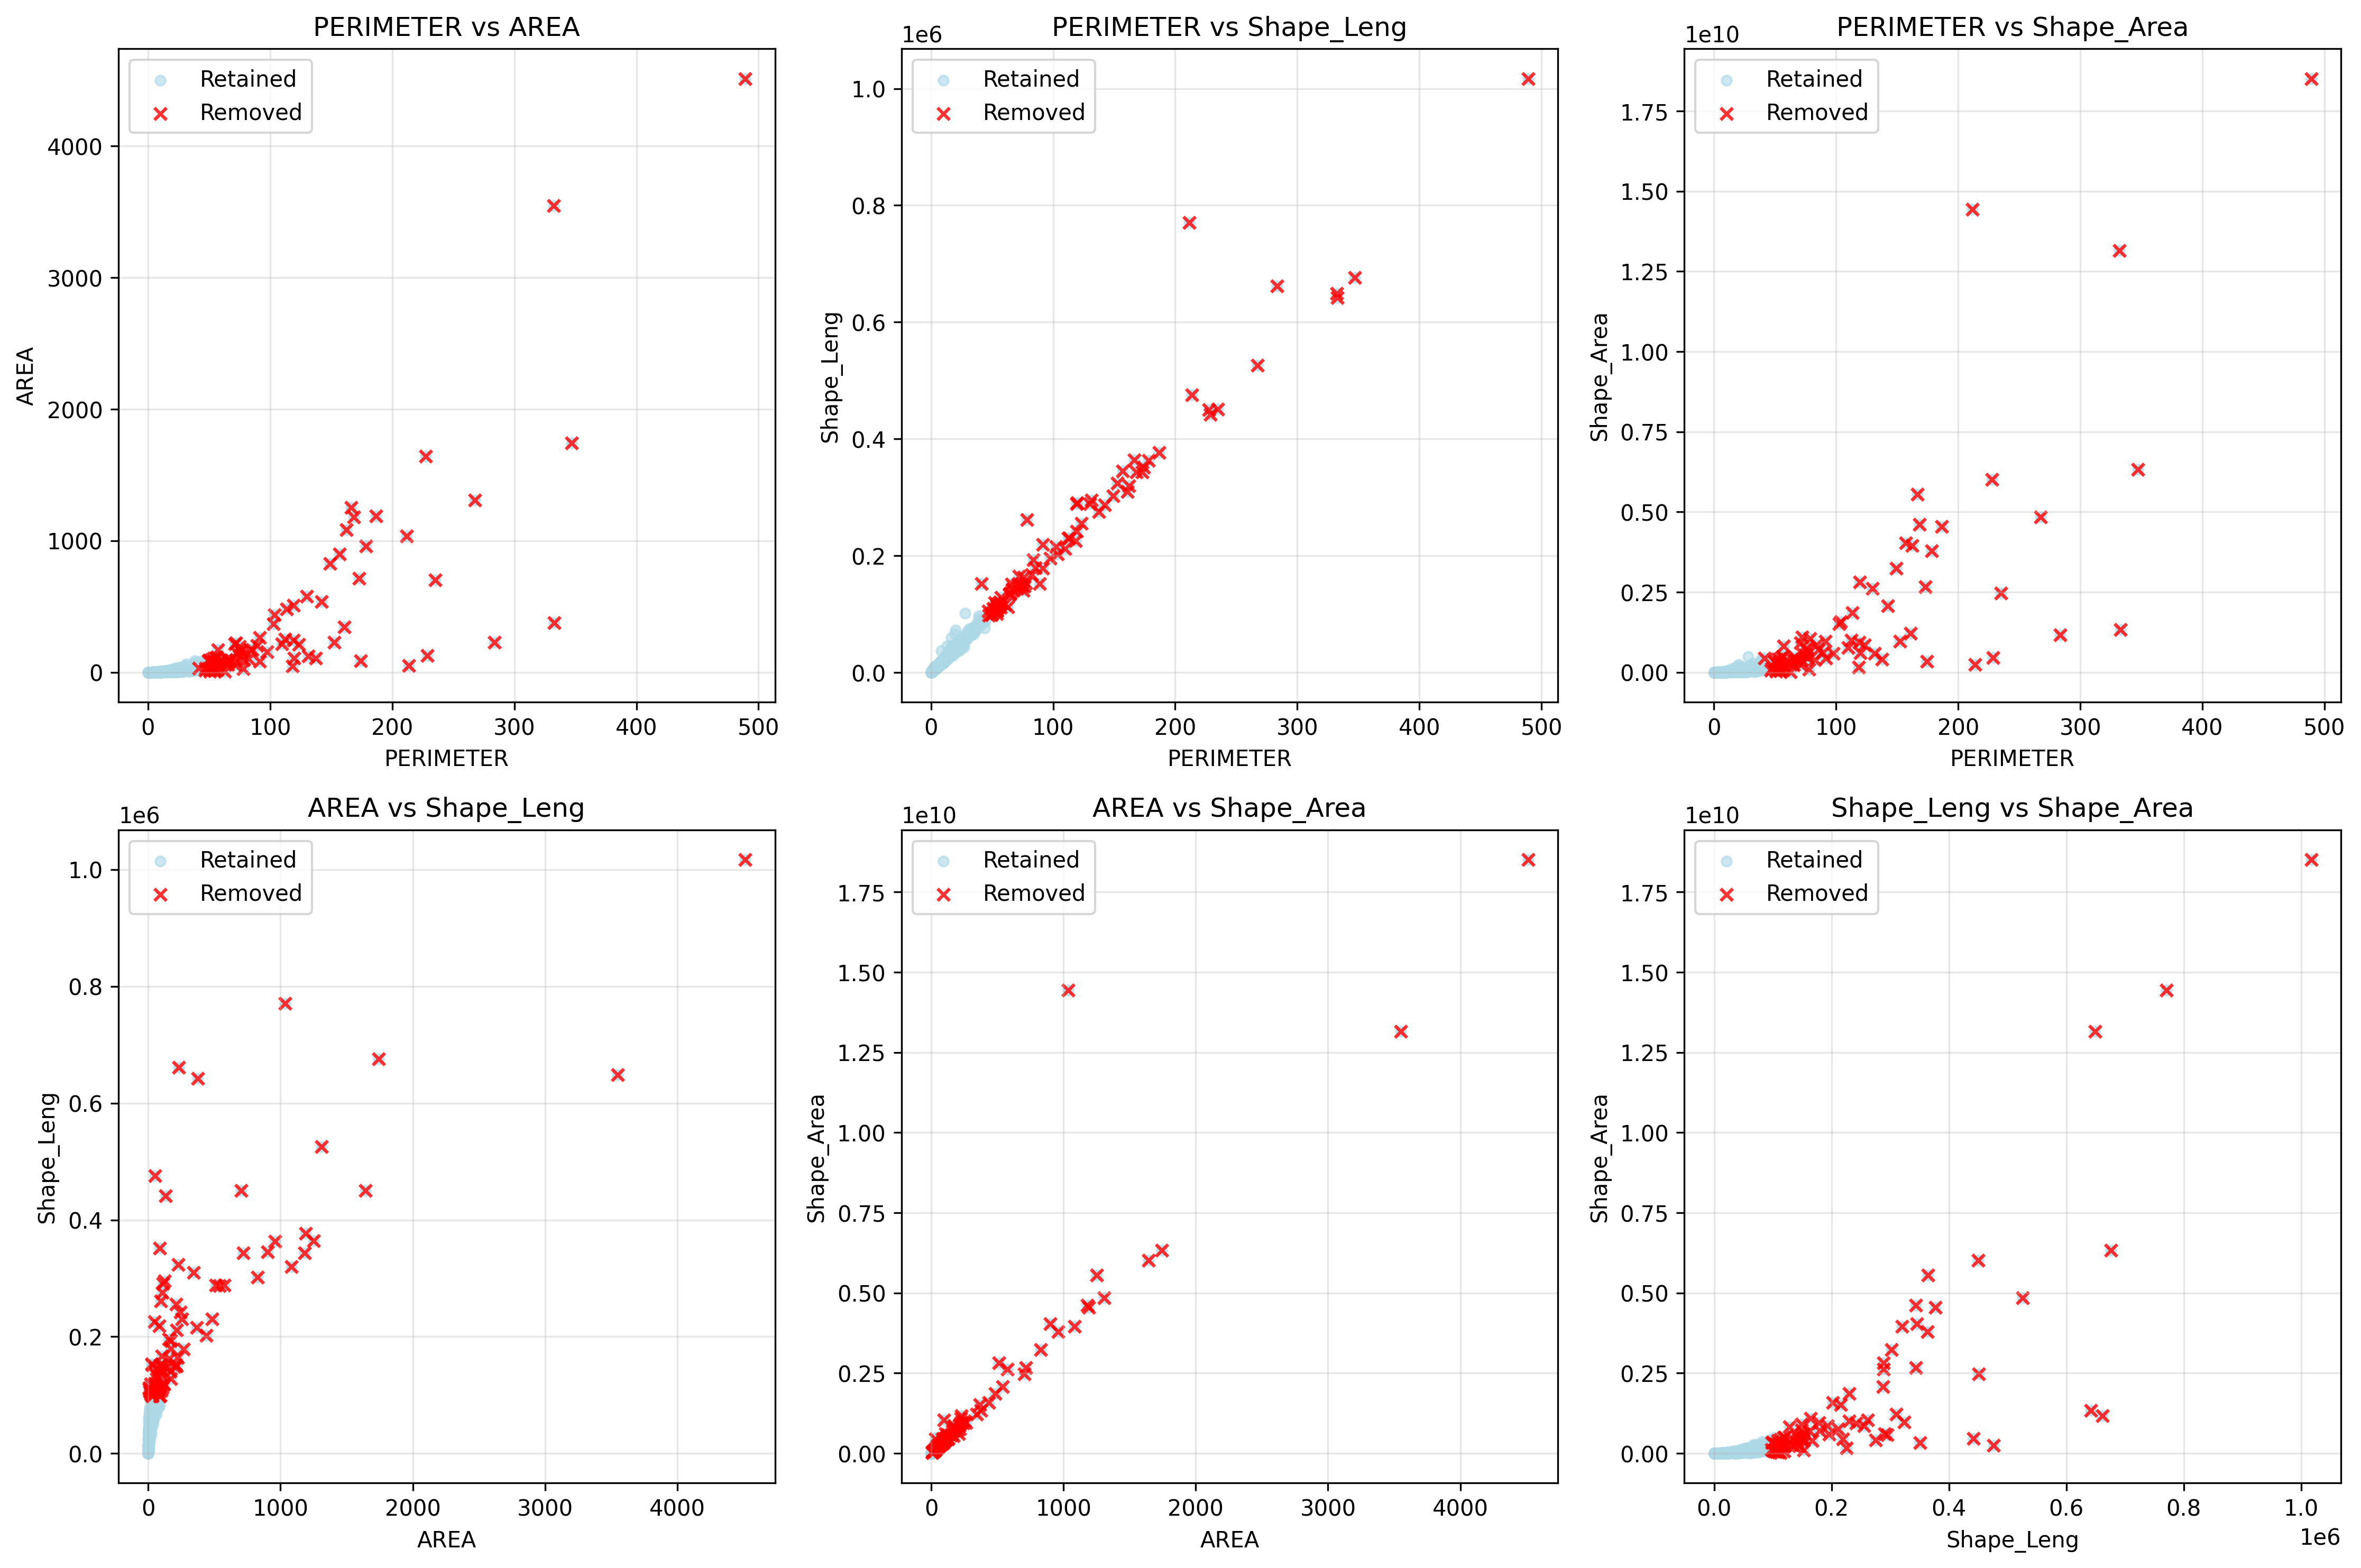 PERIMETER vs AREA
Retained
Removed
4000
3000
2000
1000
0
AREA
0 100 200 300 400 500
PERIMETER
PERIMETER vs Shape_Leng
1e6
Retained
Removed
1.0
0.8
0.6
0.4
0.2
0.0
Shape_Leng
0 100 200 300 400 500
PERIMETER
PERIMETER vs Shape_Area
1e10
Retained
Removed
1.75
1.50
1.25
1.00
0.75
0.50
0.25
0.00
Shape_Area
0 100 200 300 400 500
PERIMETER
AREA vs Shape_Leng
1e6
Retained
Removed
1.0
0.8
0.6
0.4
0.2
0.0
Shape_Leng
0 1000 2000 3000 4000
AREA
AREA vs Shape_Area
1e10
Retained
Removed
1.75
1.50
1.25
1.00
0.75
0.50
0.25
0.00
Shape_Area
0 1000 2000 3000 4000
AREA
Shape_Leng vs Shape_Area
1e10
Retained
Removed
1.75
1.50
1.25
1.00
0.75
0.50
0.25
0.00
Shape_Area
0.0 0.2 0.4 0.6 0.8 1.0
1e6
Shape_Leng